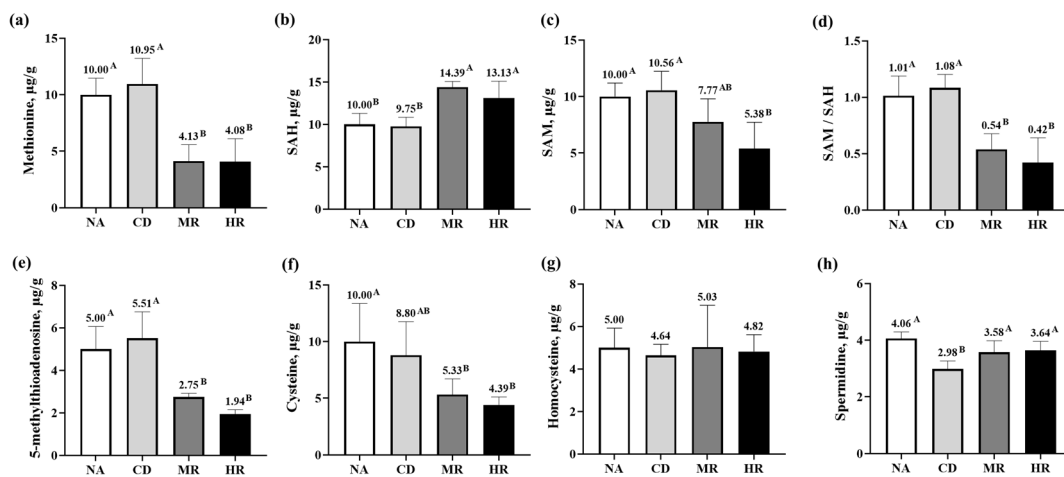 (a)
Methionine, µg/g
15
10
5
0
10.00 A
10.95 A
4.13 B
4.08 B
NA CD MR HR
(b)
SAH, µg/g
20
15
10
5
0
10.00 B
9.75 B
14.39 A
13.13 A
NA CD MR HR
(c)
SAM, µg/g
15
10
5
0
10.00 A
10.56 A
7.77 AB
5.38 B
NA CD MR HR
(d)
SAM / SAH
1.5
1.0
0.5
0.0
1.01 A
1.08 A
0.54 B
0.42 B
NA CD MR HR
(e)
5-methylthioadenosine, µg/g
8
6
4
2
0
5.00 A
5.51 A
2.75 B
1.94 B
NA CD MR HR
(f)
Cysteine, µg/g
15
10
5
0
10.00 A
8.80 AB
5.33 B
4.39 B
NA CD MR HR
(g)
Homocysteine, µg/g
8
6
4
2
0
5.00
4.64
5.03
4.82
NA CD MR HR
(h)
Spermidine, µg/g
6
4
2
0
4.06 A
2.98 B
3.58 A
3.64 A
NA CD MR HR